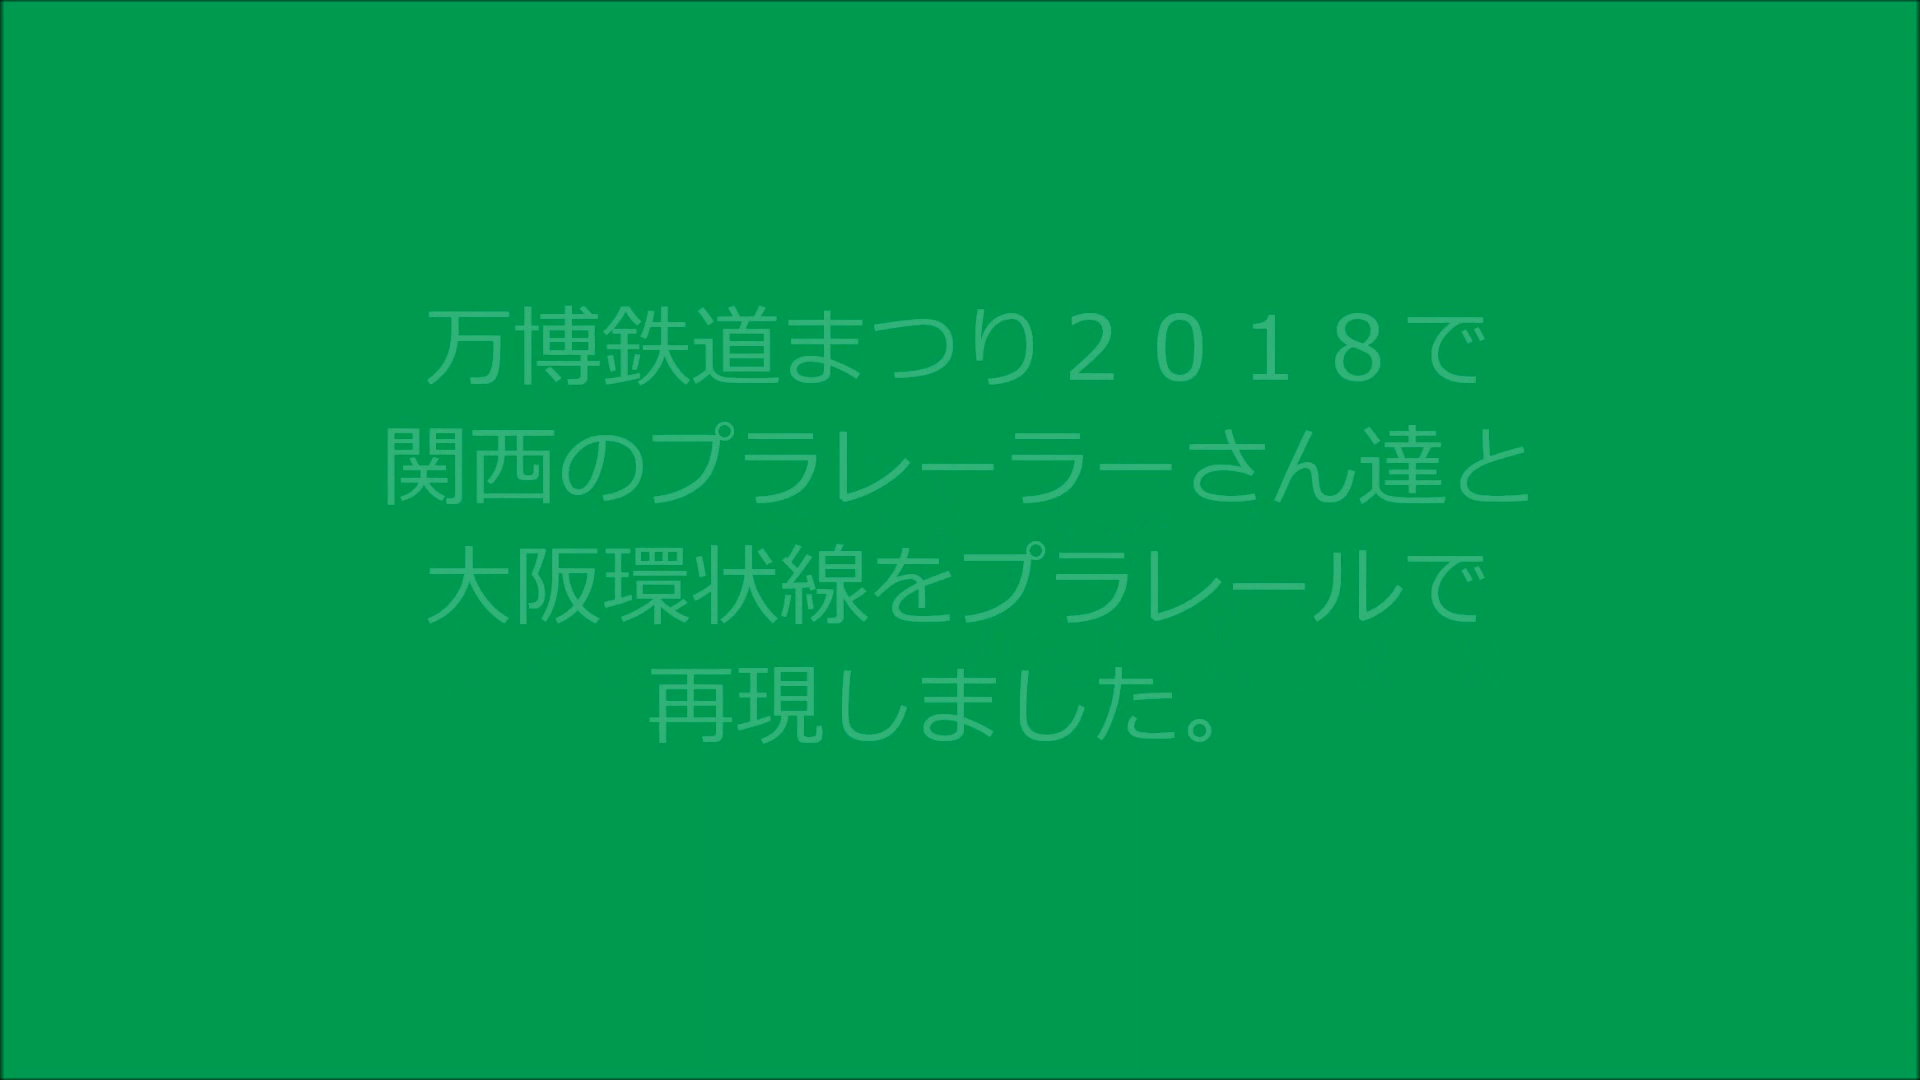 万博鉄道まつり２０１８で
関西のプラレーラーさん達と
大阪環状線をプラレールで
再現しました。